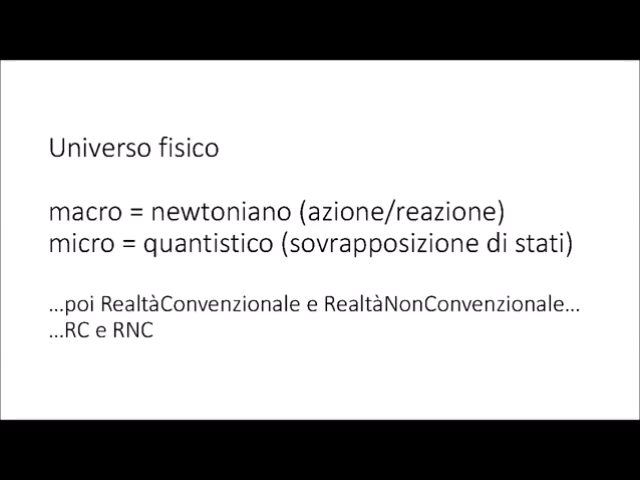 Universo fisico
macro = newtoniano (azione/reazione)
micro = quantistico (sovrapposizione di stati)
...poi RealtàConvenzionale e RealtàNonConvenzionale...
...RC e RNC